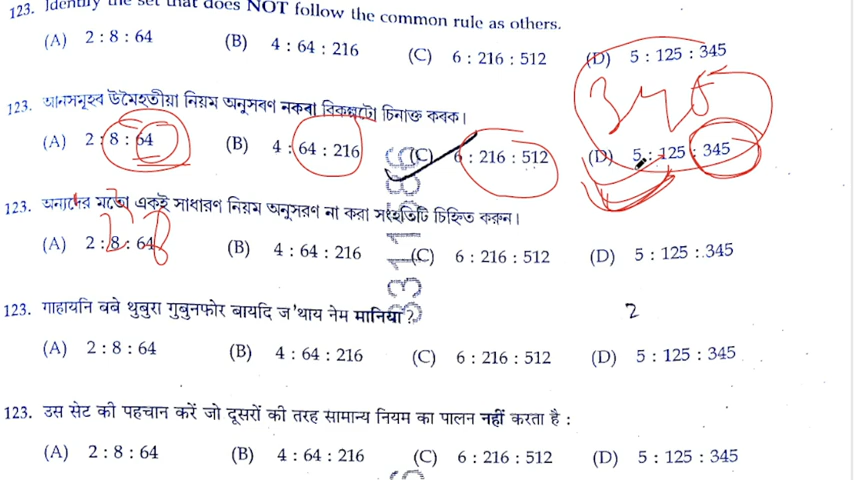 123. Identify the set that does NOT follow the common rule as others.
(A) 2 : 8 : 64 (B) 4 : 64 : 216 (C) 6 : 216 : 512 (D) 5 : 125 : 345
345
123. আনসমূহৰ উমৈহতীয়া নিয়ম অনুসৰণ নকৰা বিকল্পটো চিনাক্ত কৰক।
(A) 2 : 8 : 64 (B) 4 : 64 : 216 (C) 6 : 216 : 512 (D) 5 : 125 : 345
123. অন্যদের মতো একই সাধারণ নিয়ম অনুসরণ না করা সংহতিটি চিহ্নিত করুন।
(A) 2 : 8 : 64 (B) 4 : 64 : 216 (C) 6 : 216 : 512 (D) 5 : 125 : 345
123. गाहायनि बबे थुबुरा गुबुनफोर बायदि ज'थाय नेम मानिया?
2
(A) 2 : 8 : 64 (B) 4 : 64 : 216 (C) 6 : 216 : 512 (D) 5 : 125 : 345
123. उस सेट की पहचान करें जो दूसरों की तरह सामान्य नियम का पालन नहीं करता है :
(A) 2 : 8 : 64 (B) 4 : 64 : 216 (C) 6 : 216 : 512 (D) 5 : 125 : 345